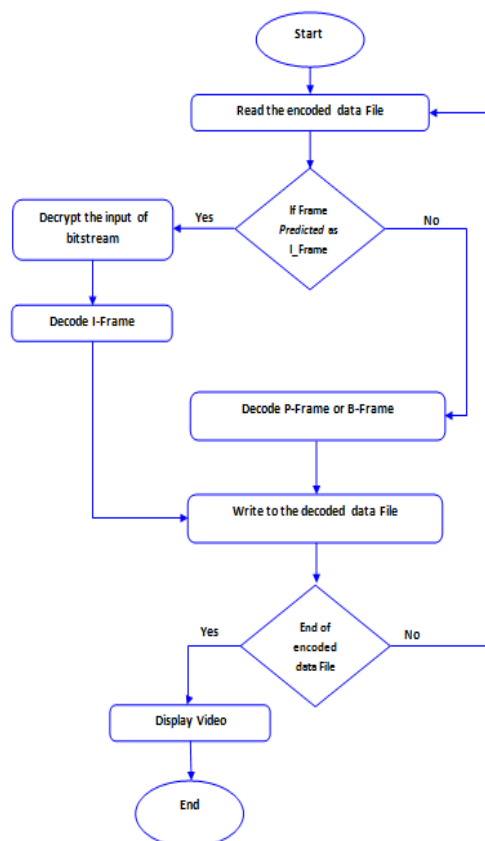 Start
Read the encoded data File
If Frame
Predicted as
I_Frame
Yes
No
Decrypt the input of
bitstream
Decode I-Frame
Decode P-Frame or B-Frame
Write to the decoded data File
End of
encoded
data File
Yes
No
Display Video
End